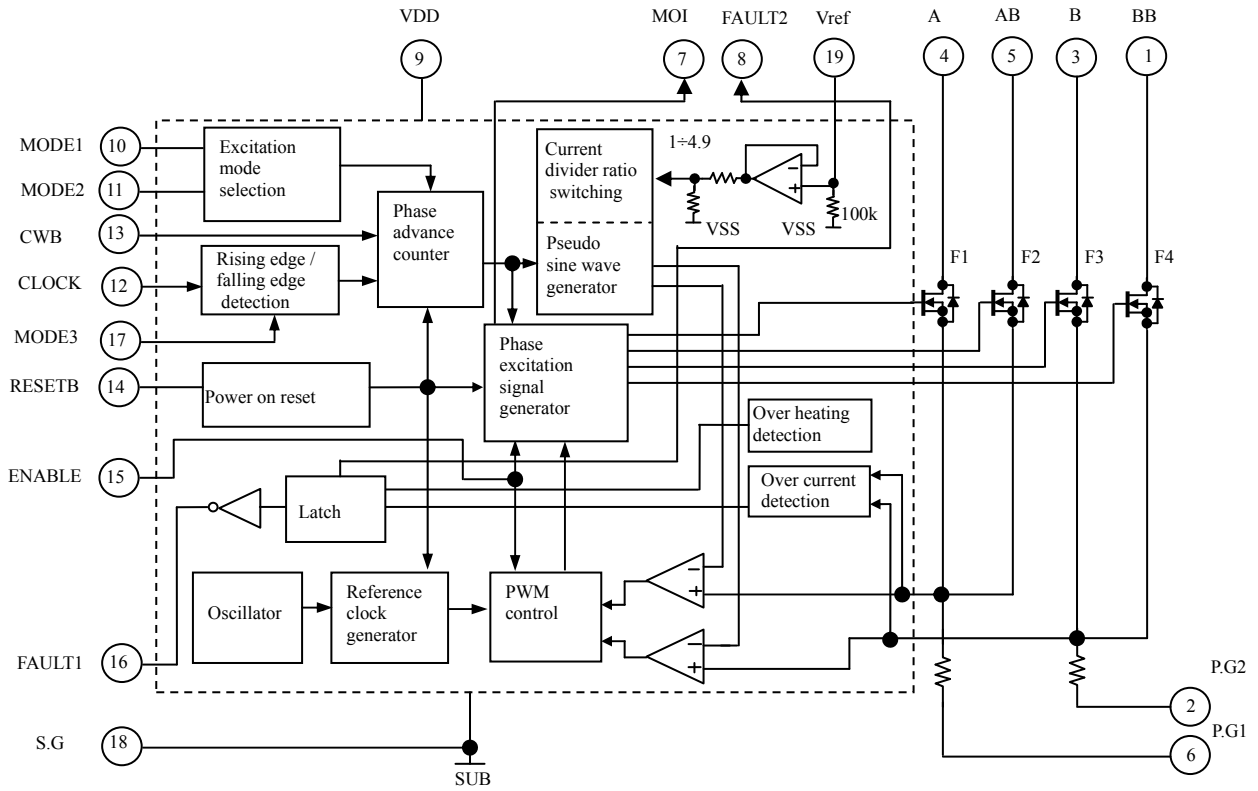 VDD
MOI
FAULT2
Vref
A
AB
B
BB
9
7
8
19
4
5
3
1
MODE1
10
MODE2
11
CWB
13
CLOCK
12
MODE3
17
RESETB
14
ENABLE
15
FAULT1
16
S.G
18
Excitation
mode
selection
Phase
advance
counter
Rising edge /
falling edge
detection
Power on reset
Current
divider ratio
switching
Pseudo
sine wave
generator
1÷4.9
−
+
VSS
VSS
100k
Phase
excitation
signal
generator
F1
F2
F3
F4
Over heating
detection
Over current
detection
Latch
Oscillator
Reference
clock
generator
PWM
control
−
+
−
+
P.G2
2
P.G1
6
SUB